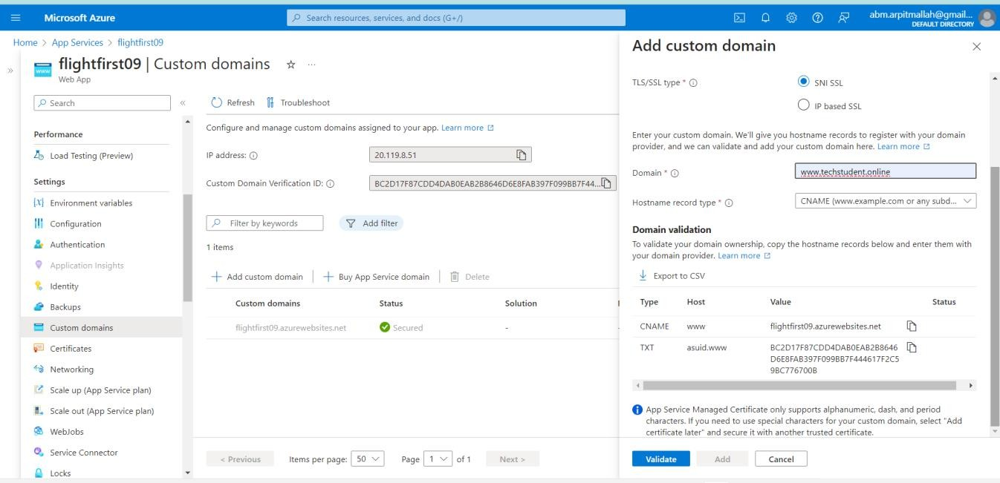 Microsoft Azure
Search resources, services, and docs (G+/)
abm.arpitmallah@gmail...
DEFAULT DIRECTORY
Home > App Services > flightfirst09
flightfirst09 | Custom domains
Web App
Search
Performance
Load Testing (Preview)
Settings
Environment variables
Configuration
Authentication
Application Insights
Identity
Backups
Custom domains
Certificates
Networking
Scale up (App Service plan)
Scale out (App Service plan)
WebJobs
Service Connector
Locks
Refresh
Troubleshoot
Configure and manage custom domains assigned to your app. Learn more
IP address:
20.119.8.51
Custom Domain Verification ID:
BC2D17F87CDD4DAB0EAB2B8646D6E8FAB397F099BB7F44...
Filter by keywords
Add filter
1 items
Add custom domain
Buy App Service domain
Delete
Custom domains Status Solution
flightfirst09.azurewebsites.net Secured -
< Previous
Items per page: 50
Page 1 of 1
Next >
Add custom domain
TLS/SSL type *
SNI SSL
IP based SSL
Enter your custom domain. We'll give you hostname records to register with your domain
provider, and we can validate and add your custom domain here. Learn more
Domain *
www.techstudent.online
Hostname record type *
CNAME (www.example.com or any subd...
Domain validation
To validate your domain ownership, copy the hostname records below and enter them with
your domain provider. Learn more
Export to CSV
Type Host Value Status
CNAME www flightfirst09.azurewebsites.net
TXT asuid.www BC2D17F87CDD4DAB0EAB2B8646
D6E8FAB397F099BB7F444617F2C5
9BC776700B
App Service Managed Certificate only supports alphanumeric, dash, and period
characters. If you need to use special characters for your custom domain, select "Add
certificate later" and secure it with another trusted certificate.
Validate
Add
Cancel